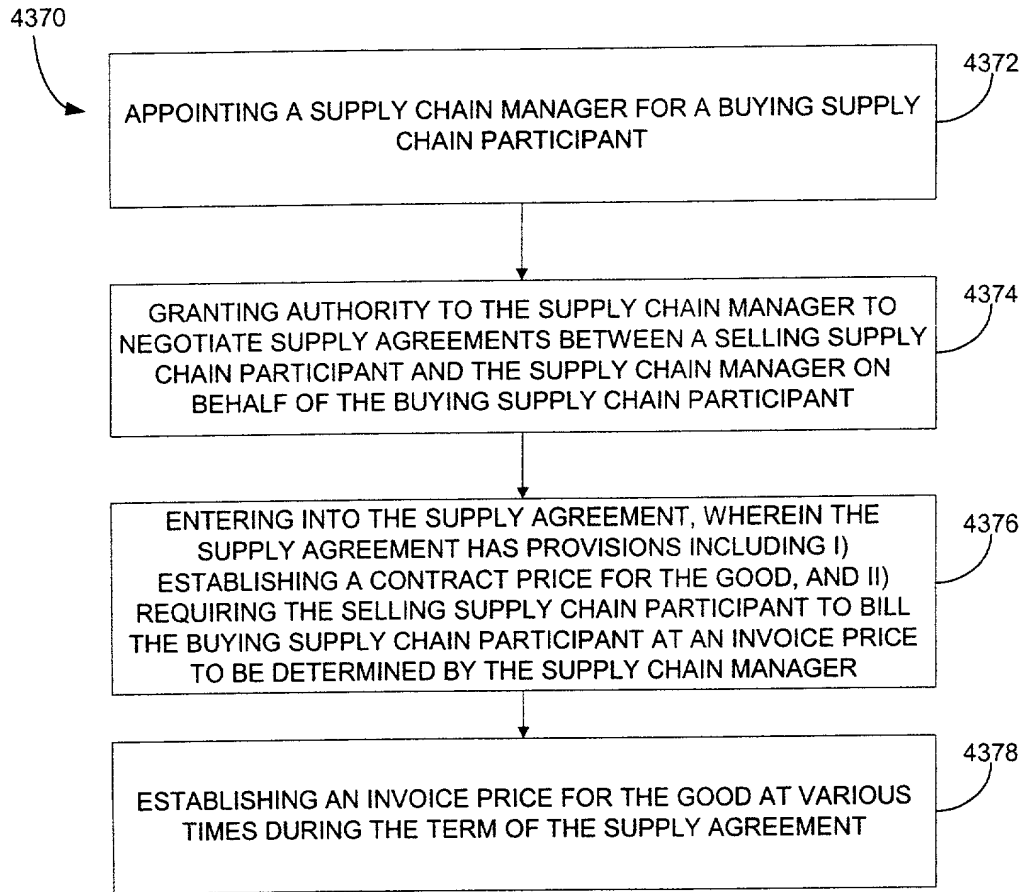 4370
4372
APPOINTING A SUPPLY CHAIN MANAGER FOR A BUYING SUPPLY
CHAIN PARTICIPANT
4374
GRANTING AUTHORITY TO THE SUPPLY CHAIN MANAGER TO
NEGOTIATE SUPPLY AGREEMENTS BETWEEN A SELLING SUPPLY
CHAIN PARTICIPANT AND THE SUPPLY CHAIN MANAGER ON
BEHALF OF THE BUYING SUPPLY CHAIN PARTICIPANT
4376
ENTERING INTO THE SUPPLY AGREEMENT, WHEREIN THE
SUPPLY AGREEMENT HAS PROVISIONS INCLUDING I)
ESTABLISHING A CONTRACT PRICE FOR THE GOOD, AND II)
REQUIRING THE SELLING SUPPLY CHAIN PARTICIPANT TO BILL
THE BUYING SUPPLY CHAIN PARTICIPANT AT AN INVOICE PRICE
TO BE DETERMINED BY THE SUPPLY CHAIN MANAGER
4378
ESTABLISHING AN INVOICE PRICE FOR THE GOOD AT VARIOUS
TIMES DURING THE TERM OF THE SUPPLY AGREEMENT